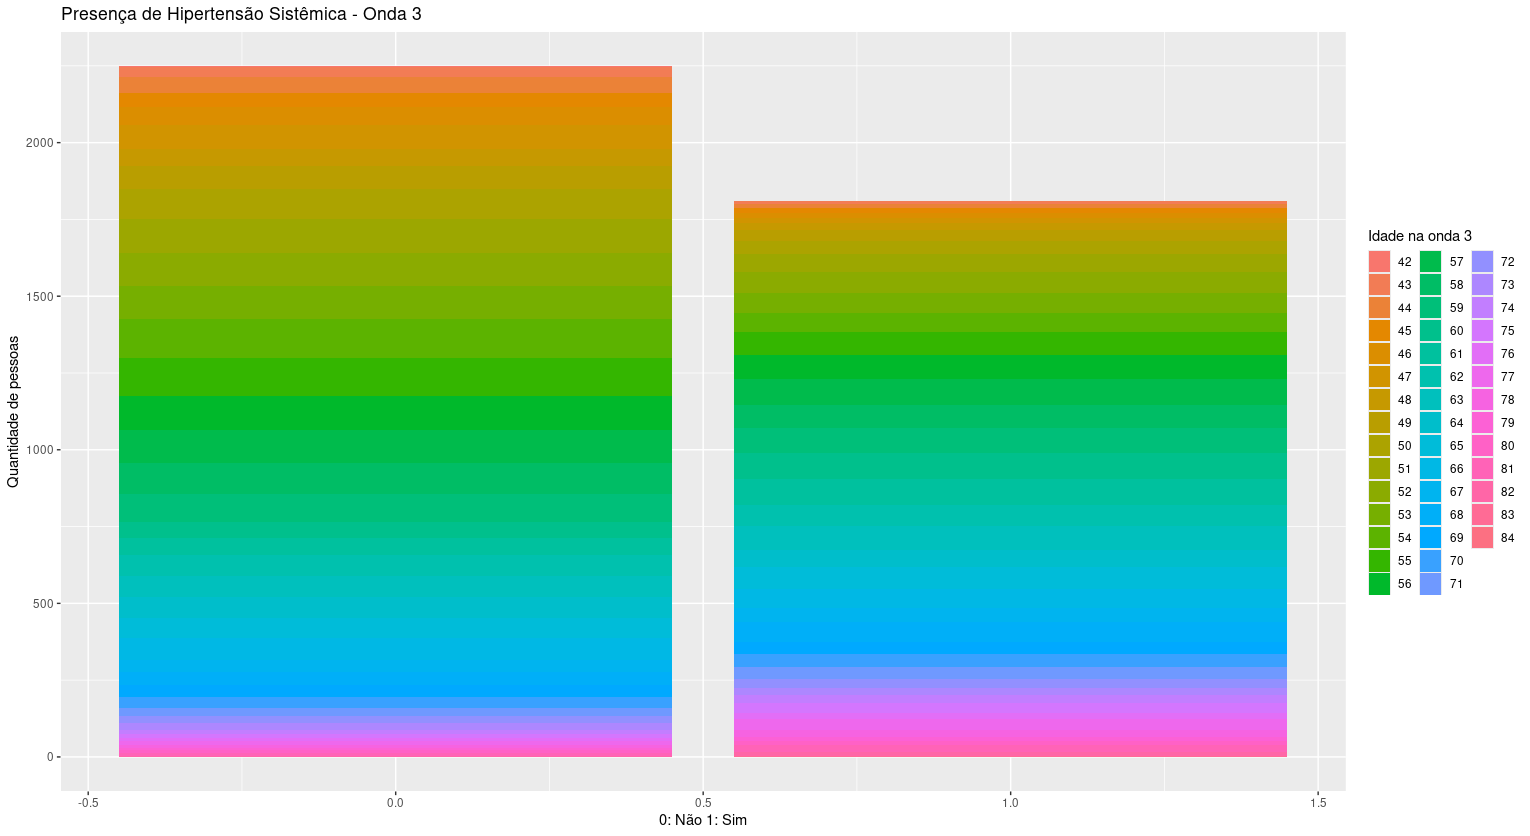 Presença de Hipertensão Sistêmica - Onda 3
Quantidade de pessoas
2000
1500
1000
500
0
-0.5 0.0 0.5 1.0 1.5
0: Não 1: Sim
Idade na onda 3
42 57 72
43 58 73
44 59 74
45 60 75
46 61 76
47 62 77
48 63 78
49 64 79
50 65 80
51 66 81
52 67 82
53 68 83
54 69 84
55 70
56 71